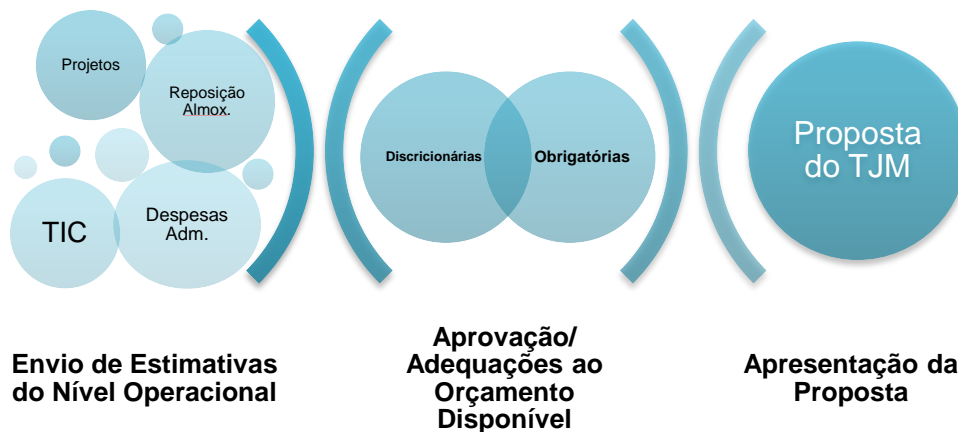 Projetos
Reposição
Almox.
TIC
Despesas
Adm.
Discricionárias
Obrigatórias
Proposta
do TJM
Envio de Estimativas
do Nível Operacional
Aprovação/
Adequações ao
Orçamento
Disponível
Apresentação da
Proposta